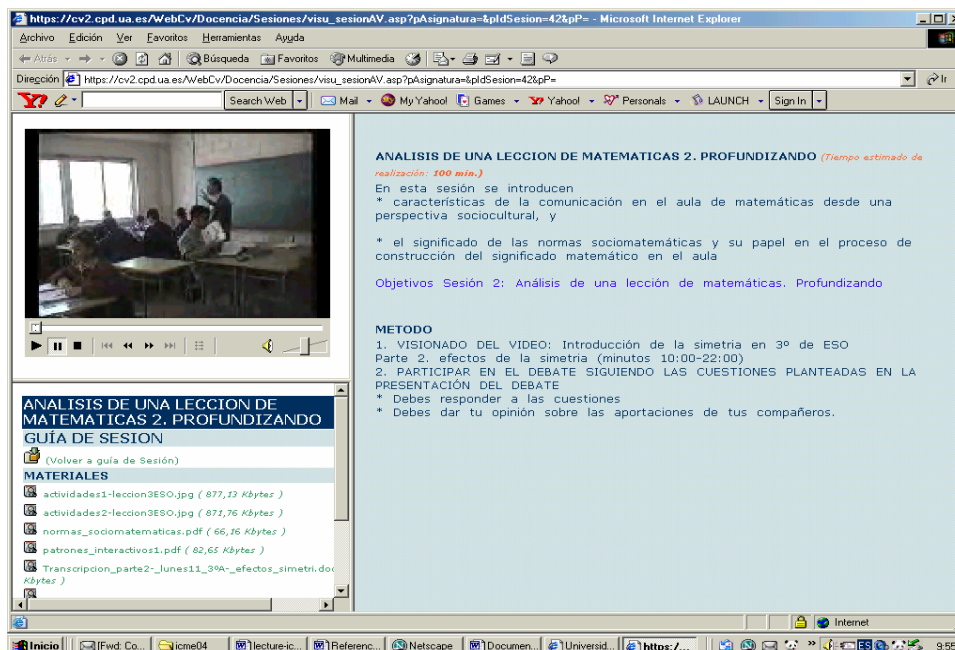 https://cv2.cpd.ua.es/WebCv/Docencia/Sesiones/visu_sesionAV.asp?pAsignatura=&pIdSesion=42&pP= - Microsoft Internet Explorer
Archivo Edición Ver Favoritos Herramientas Ayuda
Atrás Búsqueda Favoritos Multimedia
Dirección https://cv2.cpd.ua.es/WebCv/Docencia/Sesiones/visu_sesionAV.asp?pAsignatura=&pIdSesion=42&pP= Ir
Y? Search Web Mail My Yahoo! Games Yahoo! Personals LAUNCH Sign In
ANALISIS DE UNA LECCION DE MATEMATICAS 2. PROFUNDIZANDO (Tiempo estimado de
realización: 100 min.)
En esta sesión se introducen
* características de la comunicación en el aula de matemáticas desde una
perspectiva sociocultural, y
* el significado de las normas sociomatemáticas y su papel en el proceso de
construcción del significado matemático en el aula
Objetivos Sesión 2: Análisis de una lección de matemáticas. Profundizando
METODO
1. VISIONADO DEL VIDEO: Introducción de la simetria en 3º de ESO
Parte 2. efectos de la simetria (minutos 10:00-22:00)
2. PARTICIPAR EN EL DEBATE SIGUIENDO LAS CUESTIONES PLANTEADAS EN LA
PRESENTACIÓN DEL DEBATE
* Debes responder a las cuestiones
* Debes dar tu opinión sobre las aportaciones de tus compañeros.
ANALISIS DE UNA LECCION DE
MATEMATICAS 2. PROFUNDIZANDO
GUÍA DE SESION
(Volver a guía de Sesión)
MATERIALES
actividades1-leccion3ESO.jpg ( 877,13 Kbytes )
actividades2-leccion3ESO.jpg ( 871,76 Kbytes )
normas_sociomatematicas.pdf ( 66,16 Kbytes )
patrones_interactivos1.pdf ( 82,65 Kbytes )
Transcripcion_parte2-_lunes11_3ºA-_efectos_simetri.doc
Kbytes )
Internet
Inicio [Fwd: Co... icme04 lecture-ic... Referenc... Netscape Documen... Universid... https:/... » ES 9:55